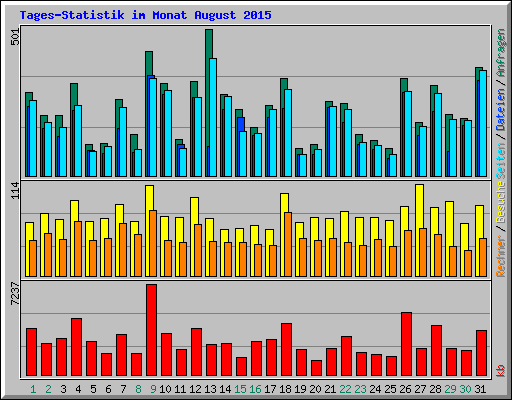 Tages-Statistik im Monat August 2015
501
114
7237
Rechner / Besuche Seiten / Dateien / Anfragen
kb
1 2 3 4 5 6 7 8 9 10 11 12 13 14 15 16 17 18 19 20 21 22 23 24 25 26 27 28 29 30 31